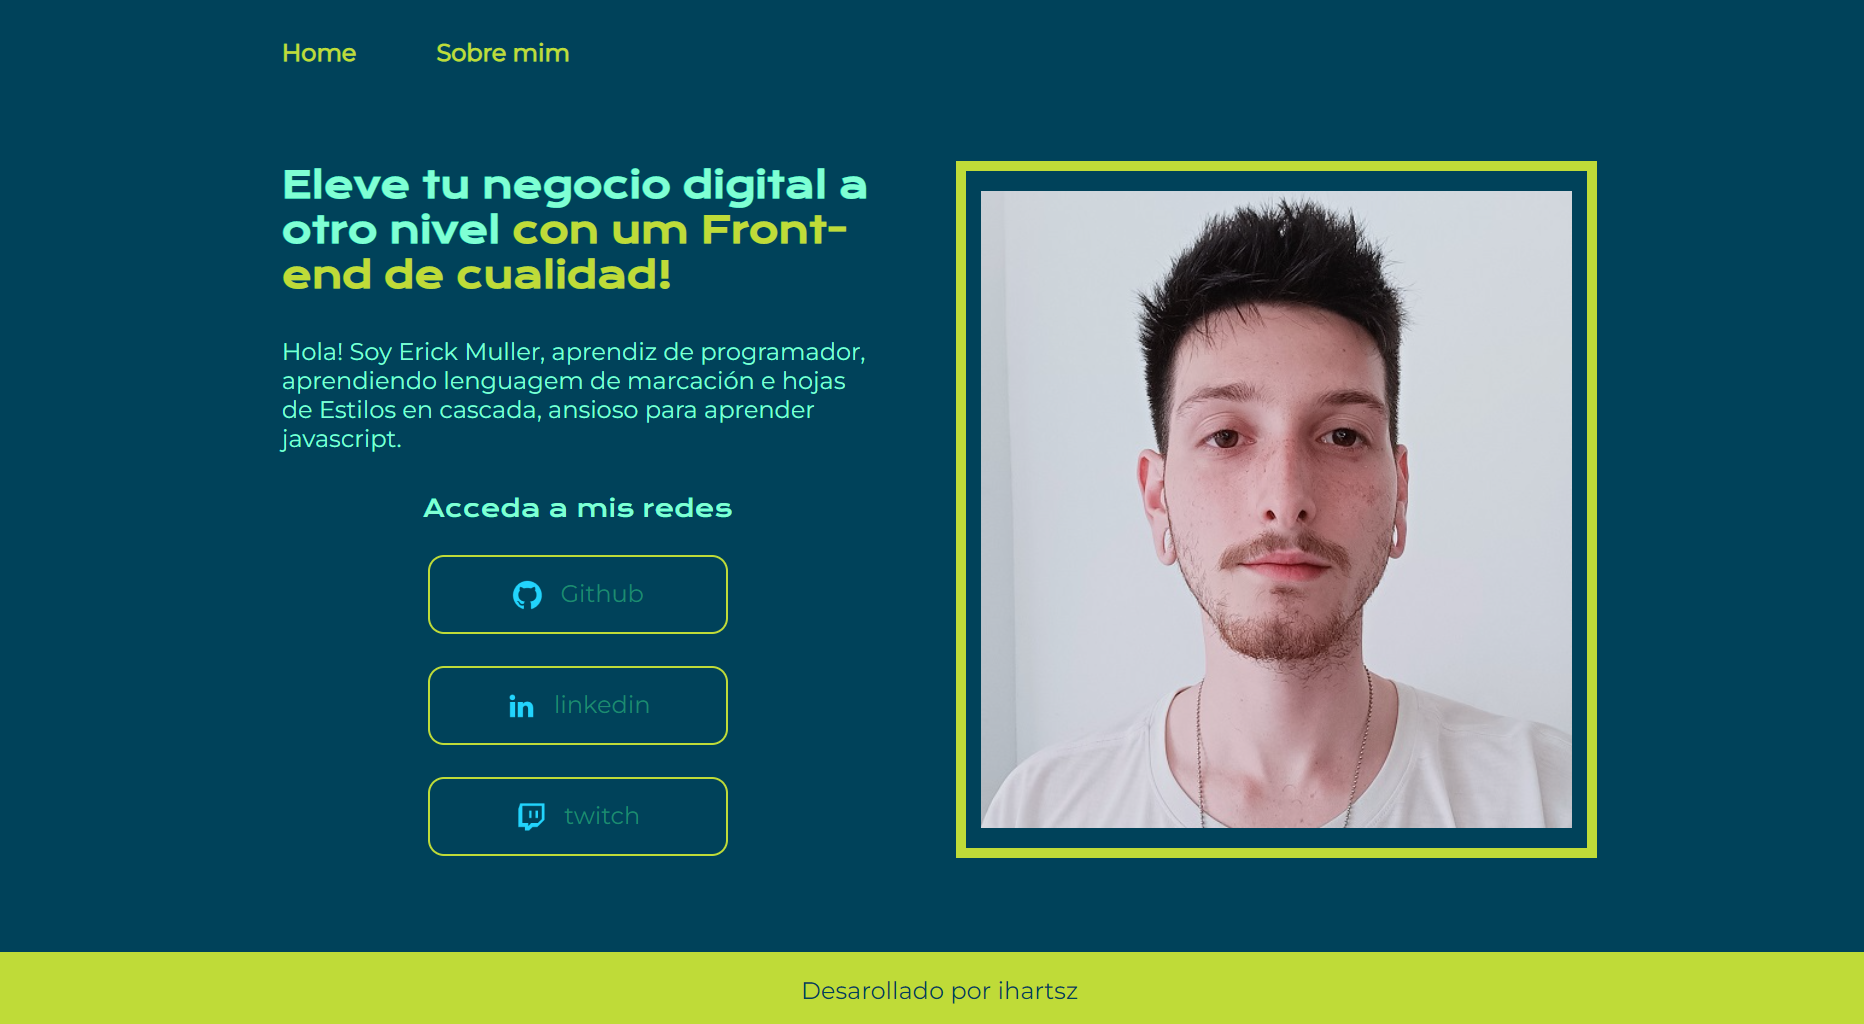 Home
Sobre mim
Eleve tu negocio digital a
otro nivel con um Front-
end de cualidad!
Hola! Soy Erick Muller, aprendiz de programador,
aprendiendo lenguagem de marcación e hojas
de Estilos en cascada, ansioso para aprender
javascript.
Acceda a mis redes
Github
linkedin
twitch
Desarollado por ihartsz